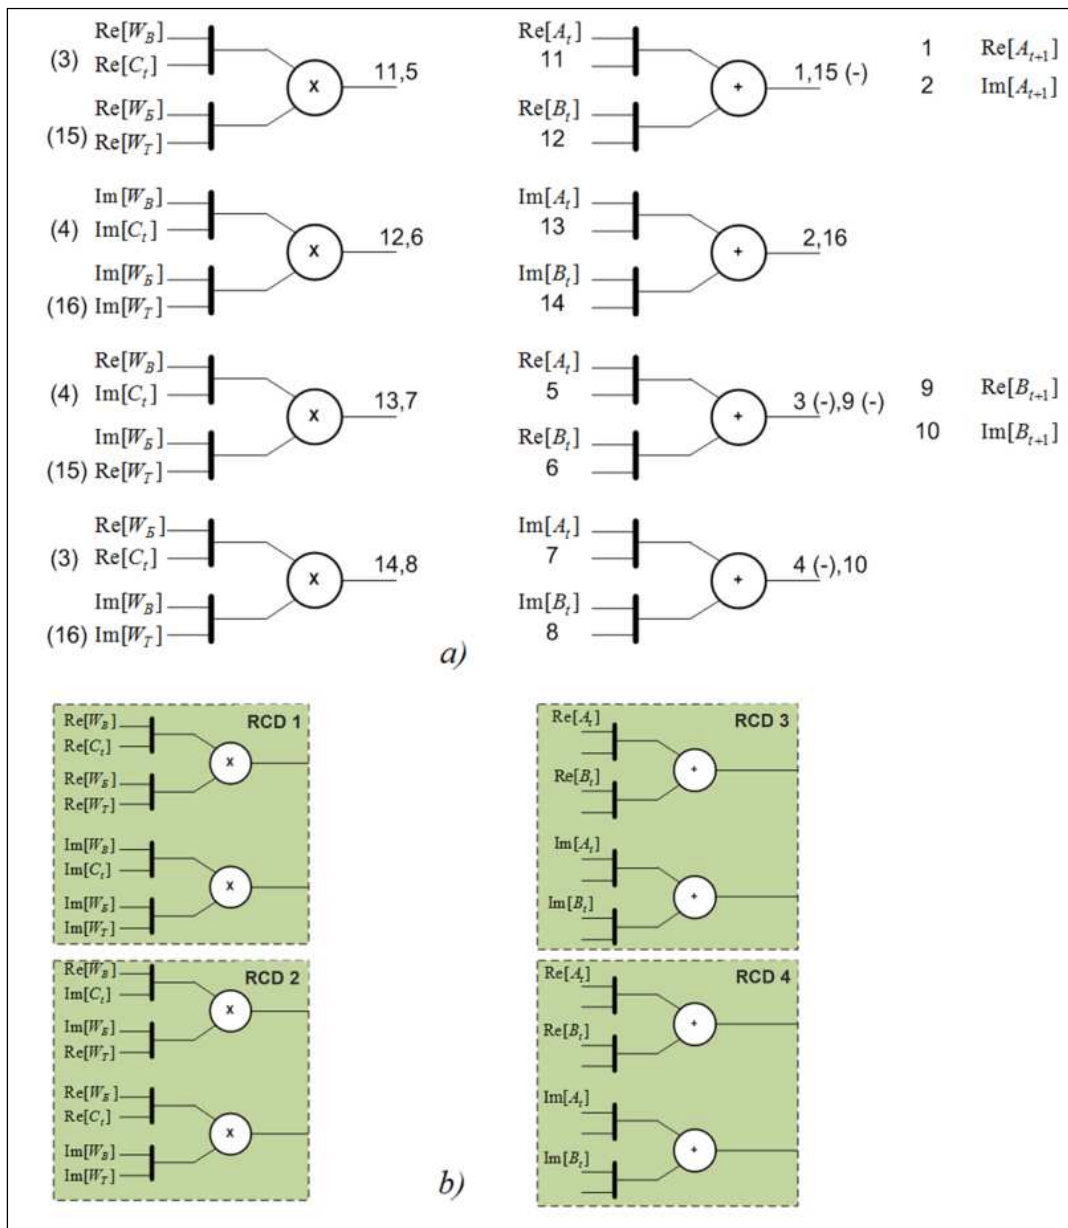 Re[W_B]
(3) Re[C_t]
x 11,5
Re[W_Б]
(15) Re[W_T]
Im[W_B]
(4) Im[C_t]
x 12,6
Im[W_Б]
(16) Im[W_T]
Re[W_B]
(4) Im[C_t]
x 13,7
Im[W_Б]
(15) Re[W_T]
Re[W_Б]
(3) Re[C_t]
x 14,8
Im[W_B]
(16) Im[W_T]
Re[A_t]
11
+ 1,15 (-)
Re[B_t]
12
Im[A_t]
13
+ 2,16
Im[B_t]
14
Re[A_t]
5
+ 3 (-),9 (-)
Re[B_t]
6
Im[A_t]
7
+ 4 (-),10
Im[B_t]
8
1 Re[A_{t+1}]
2 Im[A_{t+1}]
9 Re[B_{t+1}]
10 Im[B_{t+1}]
a)
RCD 1
Re[W_B]
Re[C_t]
x
Re[W_Б]
Re[W_T]
Im[W_B]
Im[C_t]
x
Im[W_Б]
Im[W_T]
RCD 3
Re[A_t]
+
Re[B_t]
Im[A_t]
+
Im[B_t]
RCD 2
Re[W_B]
Im[C_t]
x
Im[W_Б]
Re[W_T]
Re[W_Б]
Re[C_t]
x
Im[W_B]
Im[W_T]
RCD 4
Re[A_t]
+
Re[B_t]
Im[A_t]
+
Im[B_t]
b)